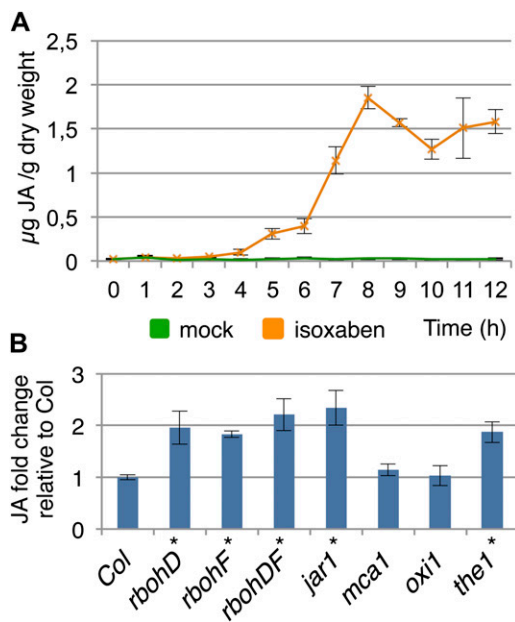 A
µg JA /g dry weight
2,5
2
1,5
1
0,5
0
0 1 2 3 4 5 6 7 8 9 10 11 12
mock isoxaben Time (h)
B
JA fold change
relative to Col
3
2
1
0
* * * * *
Col rbohD rbohF rbohDF jar1 mca1 oxi1 the1